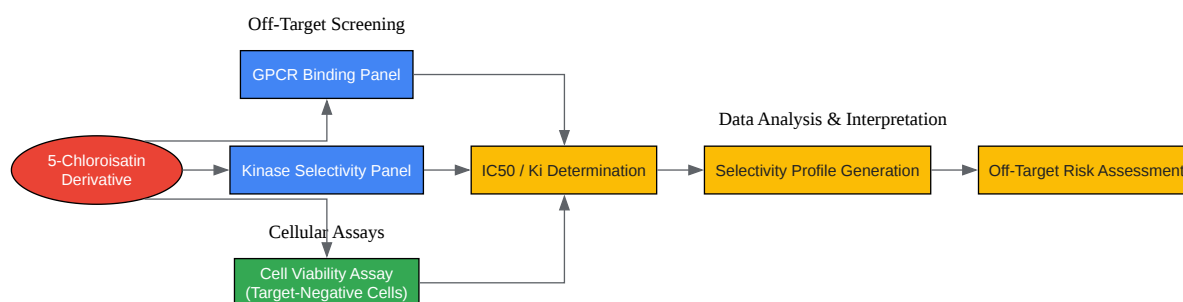 Off-Target Screening
GPCR Binding Panel
Data Analysis & Interpretation
5-Chloroisatin
Derivative
Kinase Selectivity Panel
IC50 / Ki Determination
Selectivity Profile Generation
Off-Target Risk Assessment
Cellular Assays
Cell Viability Assay
(Target-Negative Cells)